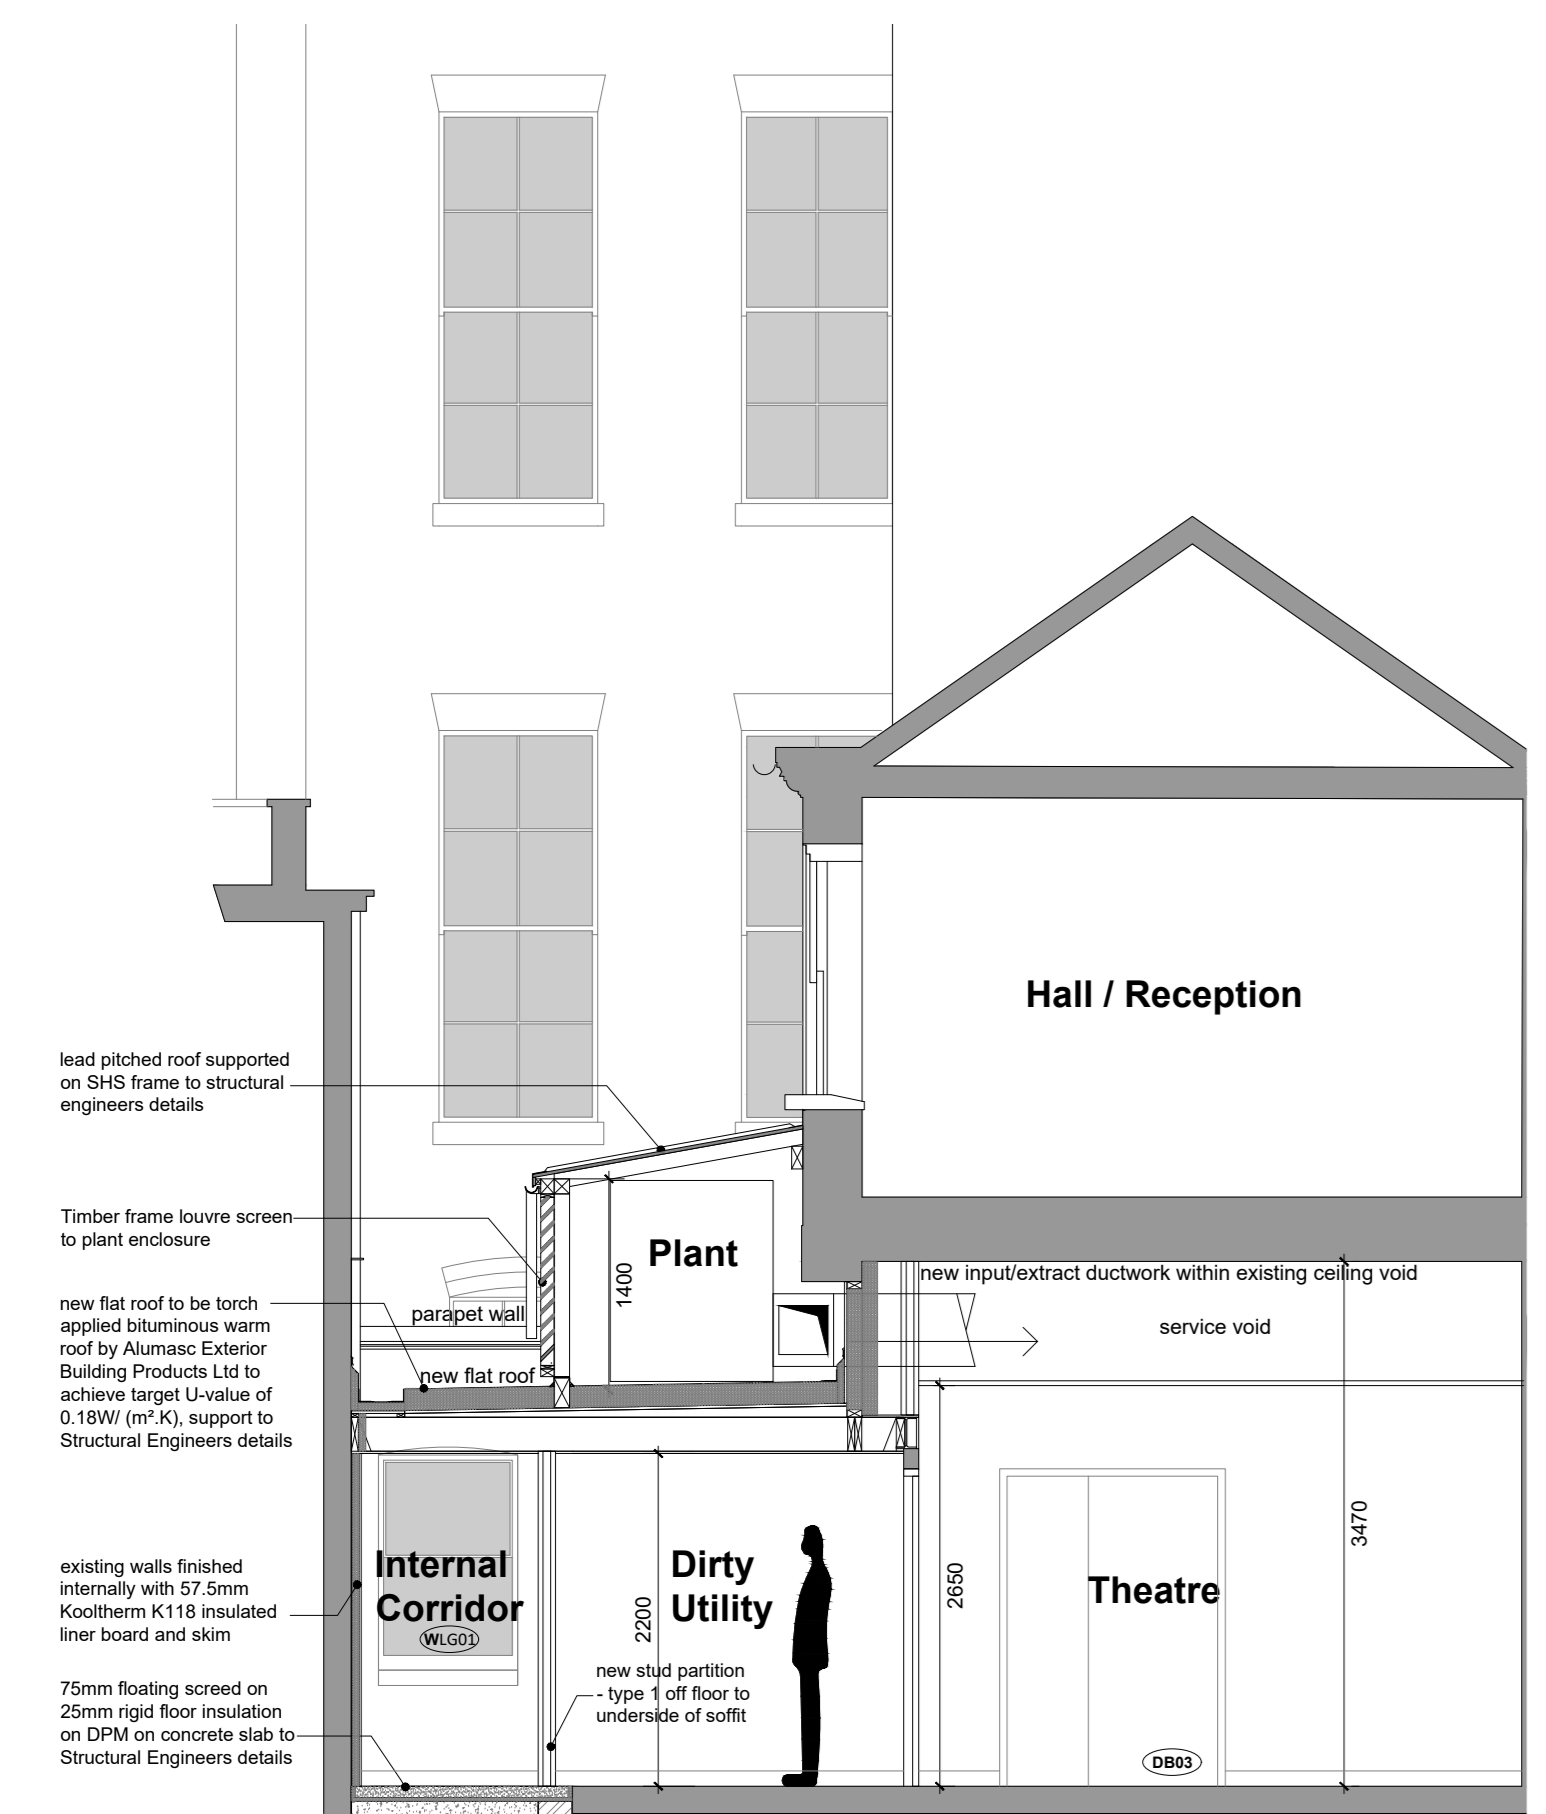 Hall / Reception
lead pitched roof supported
on SHS frame to structural
engineers details
Timber frame louvre screen
to plant enclosure
Plant
1400
new input/extract ductwork within existing ceiling void
service void
parapet wall
new flat roof
new flat roof to be torch
applied bituminous warm
roof by Alumasc Exterior
Building Products Ltd to
achieve target U-value of
0.18W/ (m².K), support to
Structural Engineers details
existing walls finished
internally with 57.5mm
Kooltherm K118 insulated
liner board and skim
Internal
Corridor
WLG01
Dirty
Utility
2200
2650
Theatre
3470
new stud partition
- type 1 off floor to
underside of soffit
75mm floating screed on
25mm rigid floor insulation
on DPM on concrete slab to
Structural Engineers details
DB03